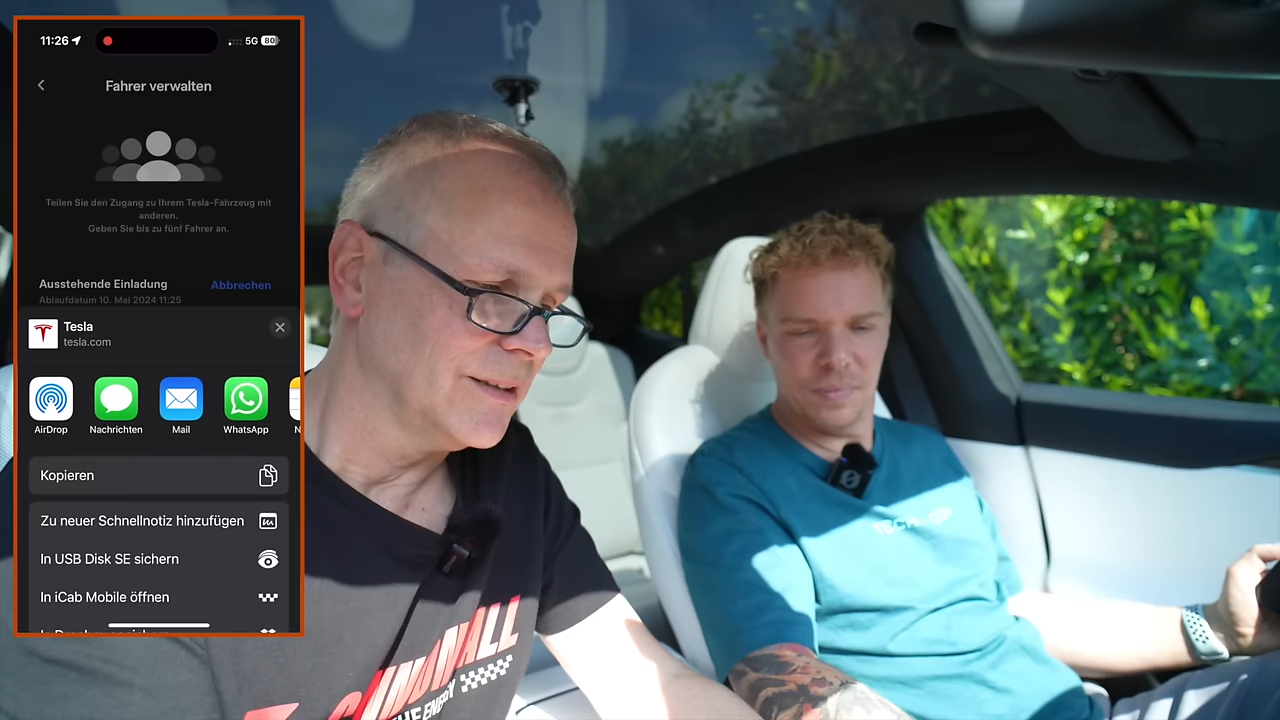 11:26
5G 80
Fahrer verwalten
Teilen Sie den Zugang zu Ihrem Tesla-Fahrzeug mit
anderen.
Geben Sie bis zu fünf Fahrer an.
Ausstehende Einladung Abbrechen
Ablaufdatum 10. Mai 2024 11:25
Tesla
tesla.com
AirDrop Nachrichten Mail WhatsApp N
Kopieren
Zu neuer Schnellnotiz hinzufügen
In USB Disk SE sichern
In iCab Mobile öffnen
THE ENERGY